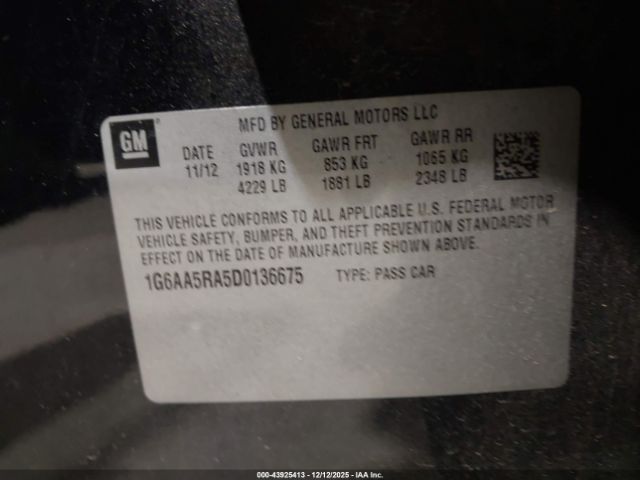 GM ®
MFD BY GENERAL MOTORS LLC
DATE GVWR GAWR FRT GAWR RR
11/12 1918 KG 853 KG 1065 KG
4229 LB 1881 LB 2348 LB
THIS VEHICLE CONFORMS TO ALL APPLICABLE U.S. FEDERAL MOTOR
VEHICLE SAFETY, BUMPER, AND THEFT PREVENTION STANDARDS IN
EFFECT ON THE DATE OF MANUFACTURE SHOWN ABOVE.
1G6AA5RA5D0136675 TYPE: PASS CAR
000-43925413 - 12/12/2025 - IAA Inc.